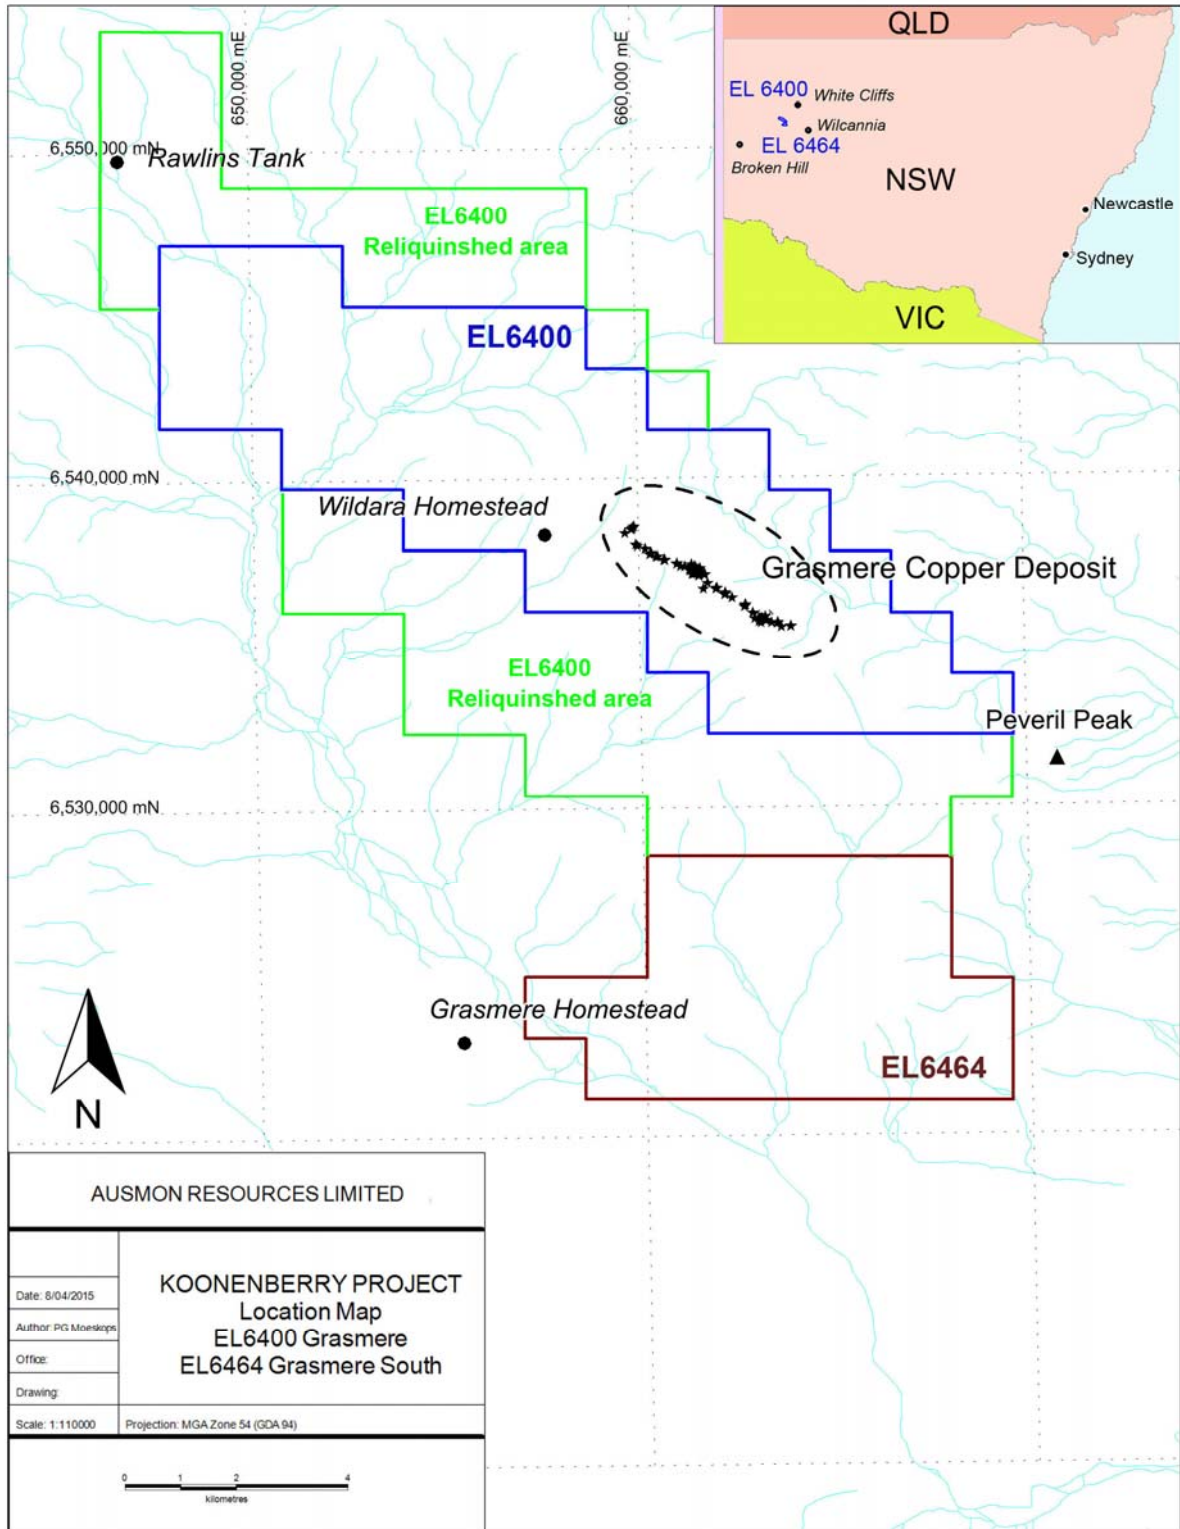 650,000 mE
660,000 mE
6,550,000 mN
Rawlins Tank
EL6400
Reliquinshed area
EL6400
QLD
EL 6400
White Cliffs
Wilcannia
EL 6464
Broken Hill
NSW
Newcastle
Sydney
VIC
6,540,000 mN
Wildara Homestead
Grasmere Copper Deposit
EL6400
Reliquinshed area
Peveril Peak
6,530,000 mN
Grasmere Homestead
EL6464
N
AUSMON RESOURCES LIMITED
Date: 8/04/2015
Author: PG Moeskops
Office:
Drawing:
Scale: 1:110000
KOONENBERRY PROJECT
Location Map
EL6400 Grasmere
EL6464 Grasmere South
Projection: MGA Zone 54 (GDA 94)
0 1 2 4
kilometres